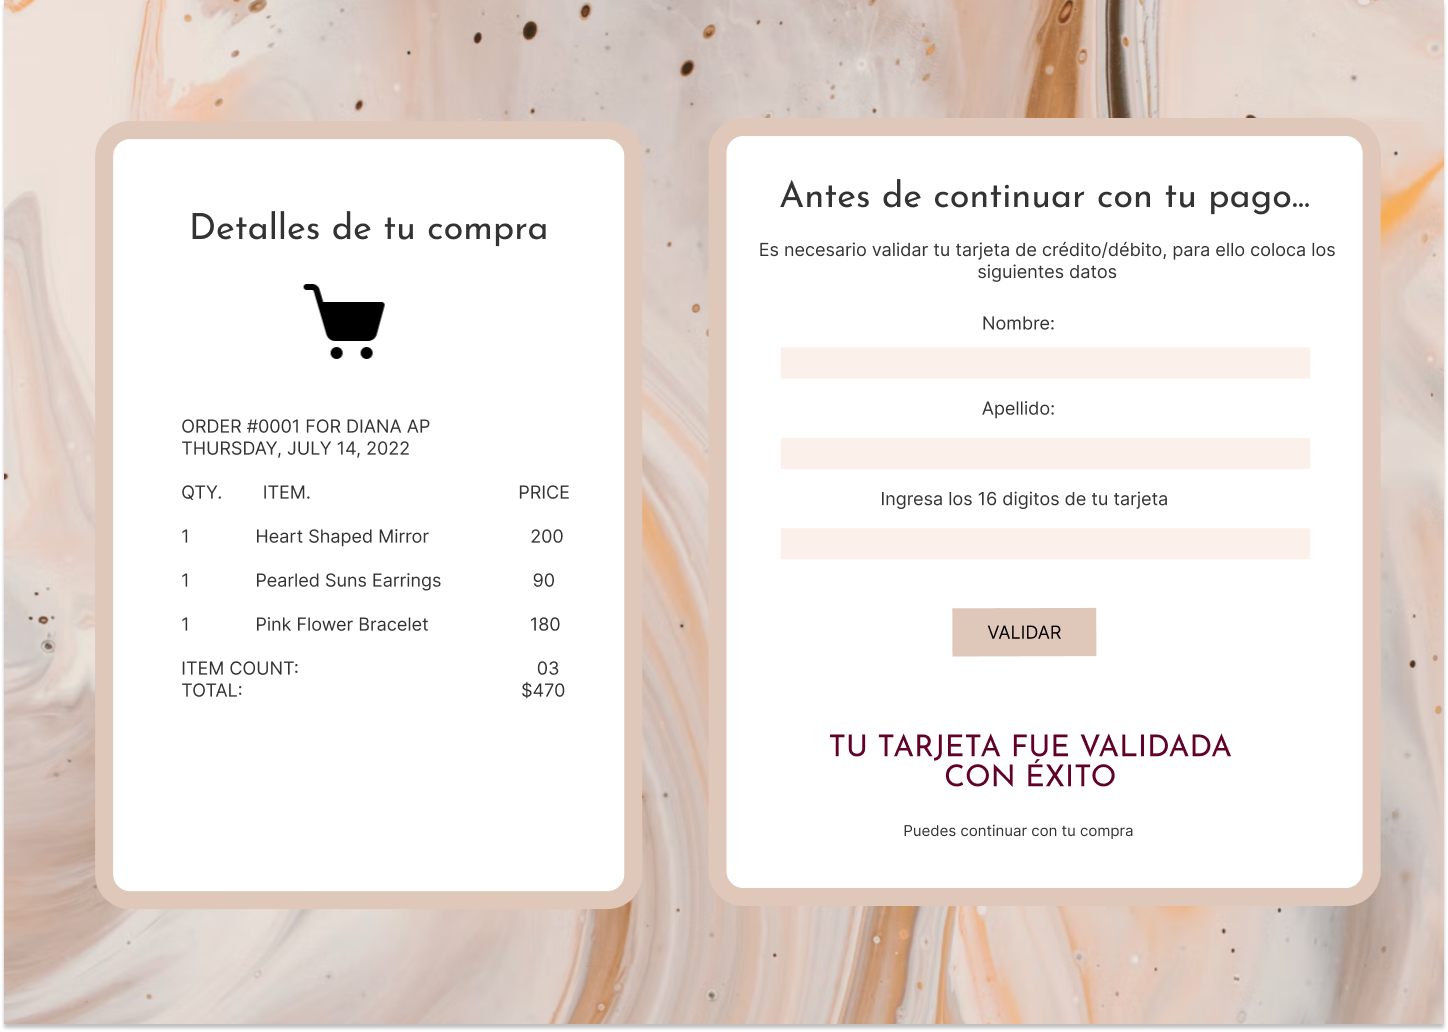 Detalles de tu compra
ORDER #0001 FOR DIANA AP
THURSDAY, JULY 14, 2022
QTY. ITEM. PRICE
1 Heart Shaped Mirror 200
1 Pearled Suns Earrings 90
1 Pink Flower Bracelet 180
ITEM COUNT: 03
TOTAL: $470
Antes de continuar con tu pago...
Es necesario validar tu tarjeta de crédito/débito, para ello coloca los
siguientes datos
Nombre:
Apellido:
Ingresa los 16 digitos de tu tarjeta
VALIDAR
TU TARJETA FUE VALIDADA
CON ÉXITO
Puedes continuar con tu compra